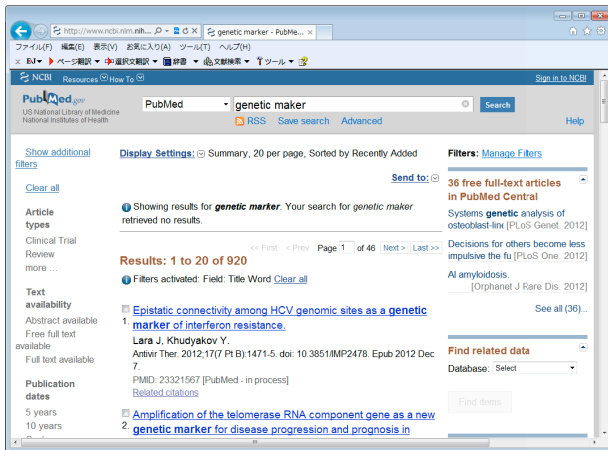 http://www.ncbi.nlm.nih...
genetic marker - PubMe...
ファイル(F) 編集(E) 表示(V) お気に入り(A) ツール(T) ヘルプ(H)
× EJ ページ翻訳 選択文翻訳 辞書 文献検索 ツール
NCBI Resources How To Sign in to NCBI
PubMed.gov
US National Library of Medicine
National Institutes of Health
PubMed genetic maker Search
RSS Save search Advanced Help
Show additional filters
Clear all
Article types
Clinical Trial
Review
more ...
Text availability
Abstract available
Free full text available
Full text available
Publication dates
5 years
10 years
Display Settings: Summary, 20 per page, Sorted by Recently Added
Send to:
Showing results for genetic marker. Your search for genetic maker
retrieved no results.
<< First < Prev Page 1 of 46 Next > Last >>
Results: 1 to 20 of 920
Filters activated: Field: Title Word Clear all
Epistatic connectivity among HCV genomic sites as a genetic
1. marker of interferon resistance.
Lara J, Khudyakov Y.
Antivir Ther. 2012;17(7 Pt B):1471-5. doi: 10.3851/IMP2478. Epub 2012 Dec
7.
PMID: 23321567 [PubMed - in process]
Related citations
Amplification of the telomerase RNA component gene as a new
2. genetic marker for disease progression and prognosis in
Filters: Manage Filters
36 free full-text articles
in PubMed Central
Systems genetic analysis of
osteoblast-lin [PLoS Genet. 2012]
Decisions for others become less
impulsive the fu [PLoS One. 2012]
Al amyloidosis.
[Orphanet J Rare Dis. 2012]
See all (36)...
Find related data
Database: Select
Find items